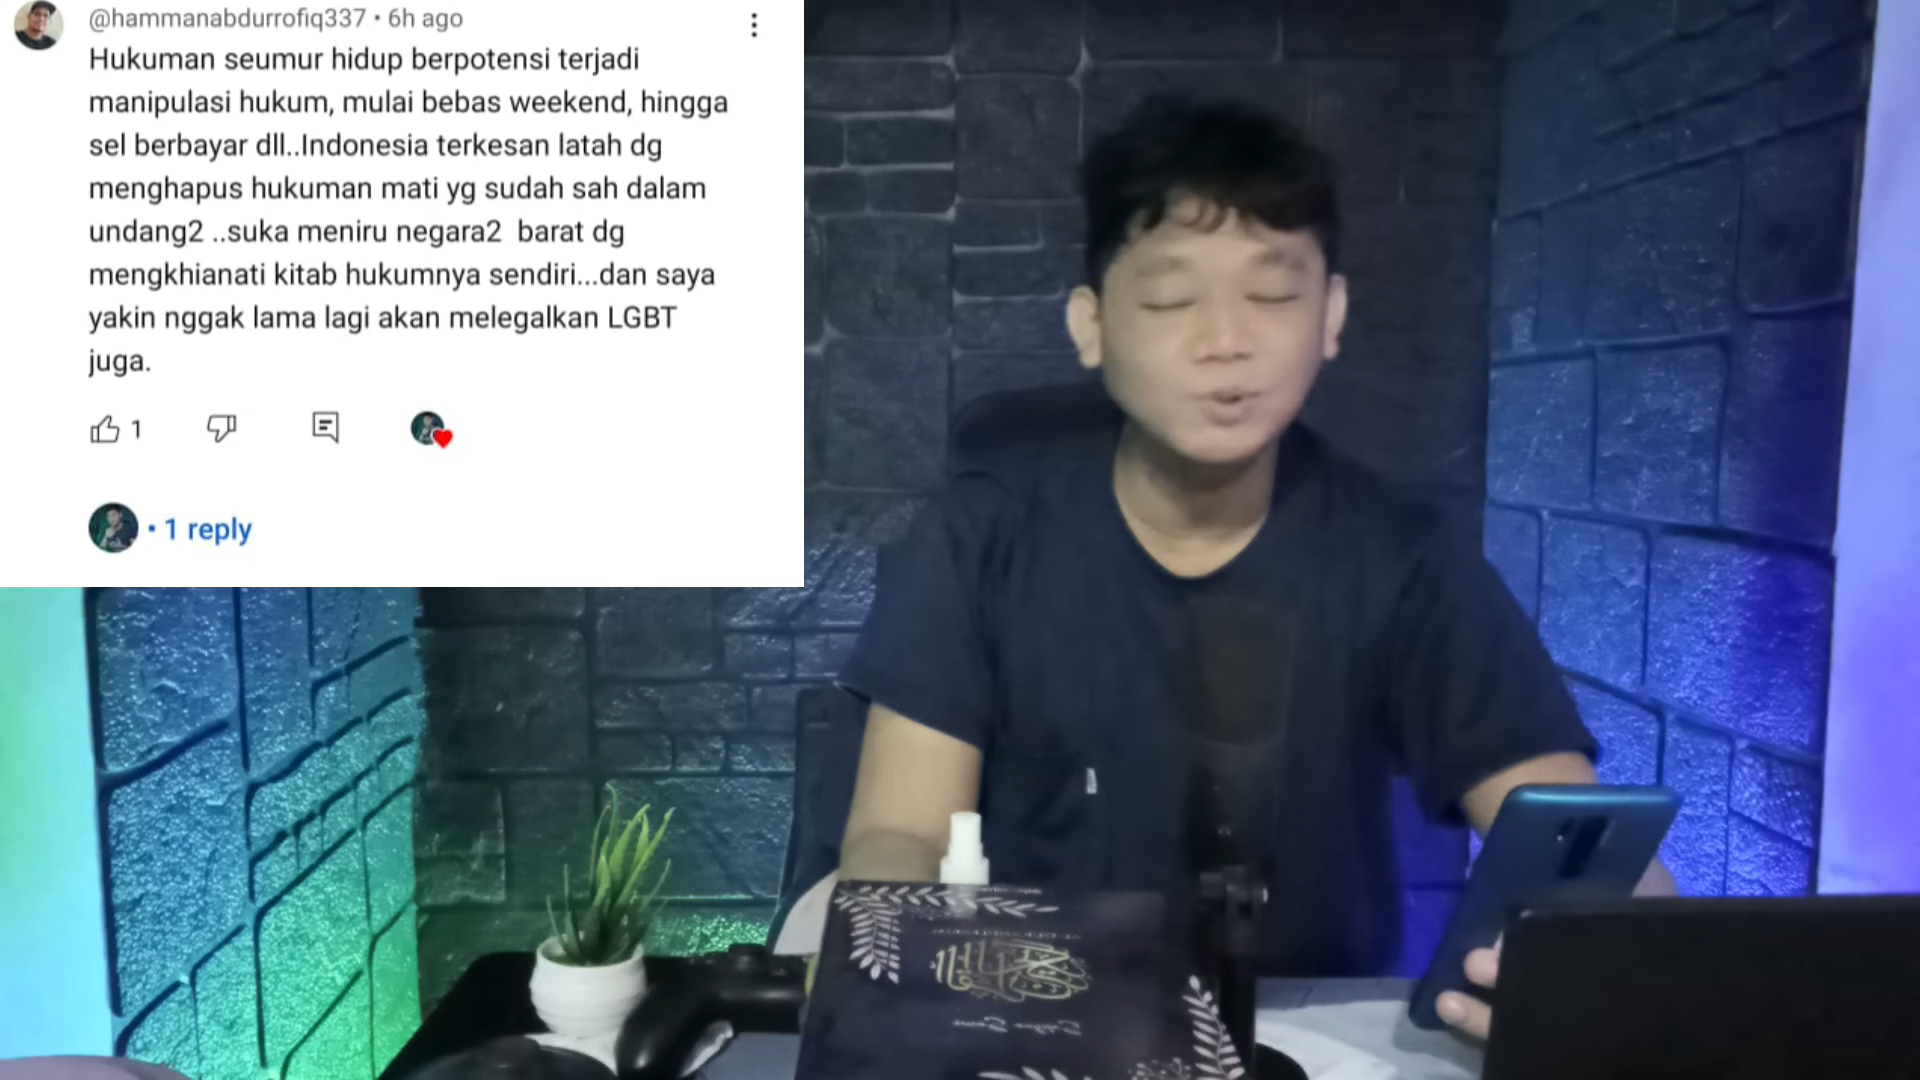 @hammanabdurrofiq337 • 6h ago
Hukuman seumur hidup berpotensi terjadi
manipulasi hukum, mulai bebas weekend, hingga
sel berbayar dll..Indonesia terkesan latah dg
menghapus hukuman mati yg sudah sah dalam
undang2 ..suka meniru negara2  barat dg
mengkhianati kitab hukumnya sendiri...dan saya
yakin nggak lama lagi akan melegalkan LGBT
juga.
1
• 1 reply